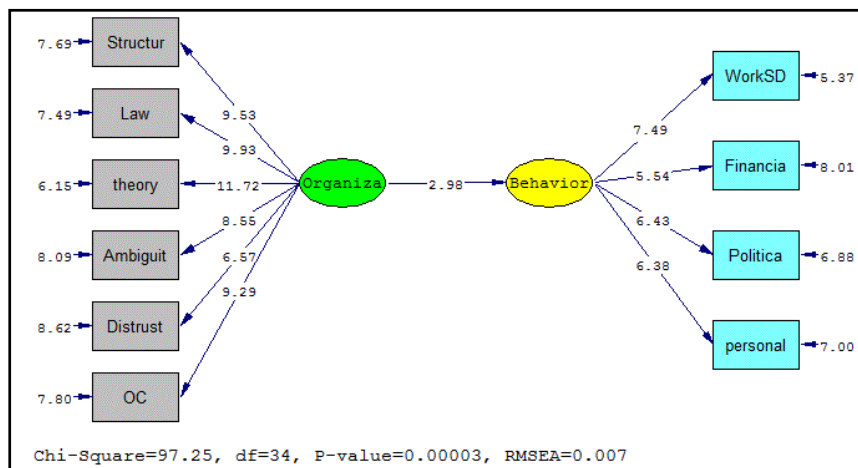 7.69 Structur
7.49 Law
6.15 theory
8.09 Ambiguit
8.62 Distrust
7.80 OC
9.53
9.93
11.72
8.55
6.57
9.29
Organiza
2.98
Behavior
7.49
5.54
6.43
6.38
WorkSD 5.37
Financia 8.01
Politica 6.88
personal 7.00
Chi-Square=97.25, df=34, P-value=0.00003, RMSEA=0.007